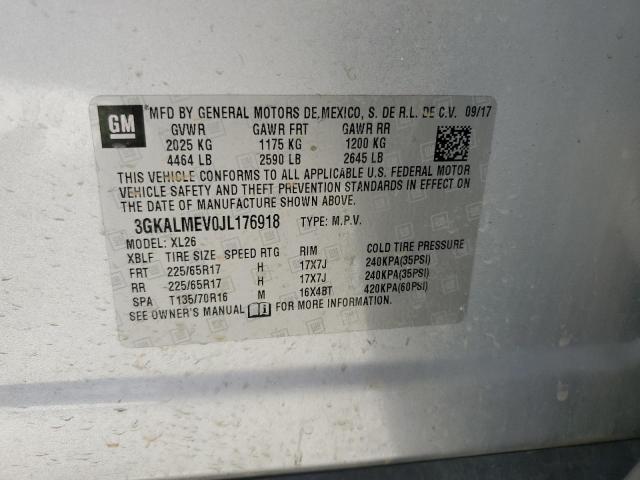 GM
MFD BY GENERAL MOTORS DE MEXICO, S. DE R.L. DE C.V. 09/17
GVWR GAWR FRT GAWR RR
2025 KG 1175 KG 1200 KG
4464 LB 2590 LB 2645 LB
THIS VEHICLE CONFORMS TO ALL APPLICABLE U.S. FEDERAL MOTOR
VEHICLE SAFETY AND THEFT PREVENTION STANDARDS IN EFFECT ON
THE DATE OF MANUFACTURE SHOWN ABOVE.
3GKALMEV0JL176918 TYPE: M.P.V.
MODEL: XL26
XBLF TIRE SIZE SPEED RTG RIM COLD TIRE PRESSURE
FRT 225/65R17 H 17X7J 240KPA(35PSI)
RR 225/65R17 H 17X7J 240KPA(35PSI)
SPA T135/70R16 M 16X4BT 420KPA(60PSI)
SEE OWNER'S MANUAL FOR MORE INFORMATION.